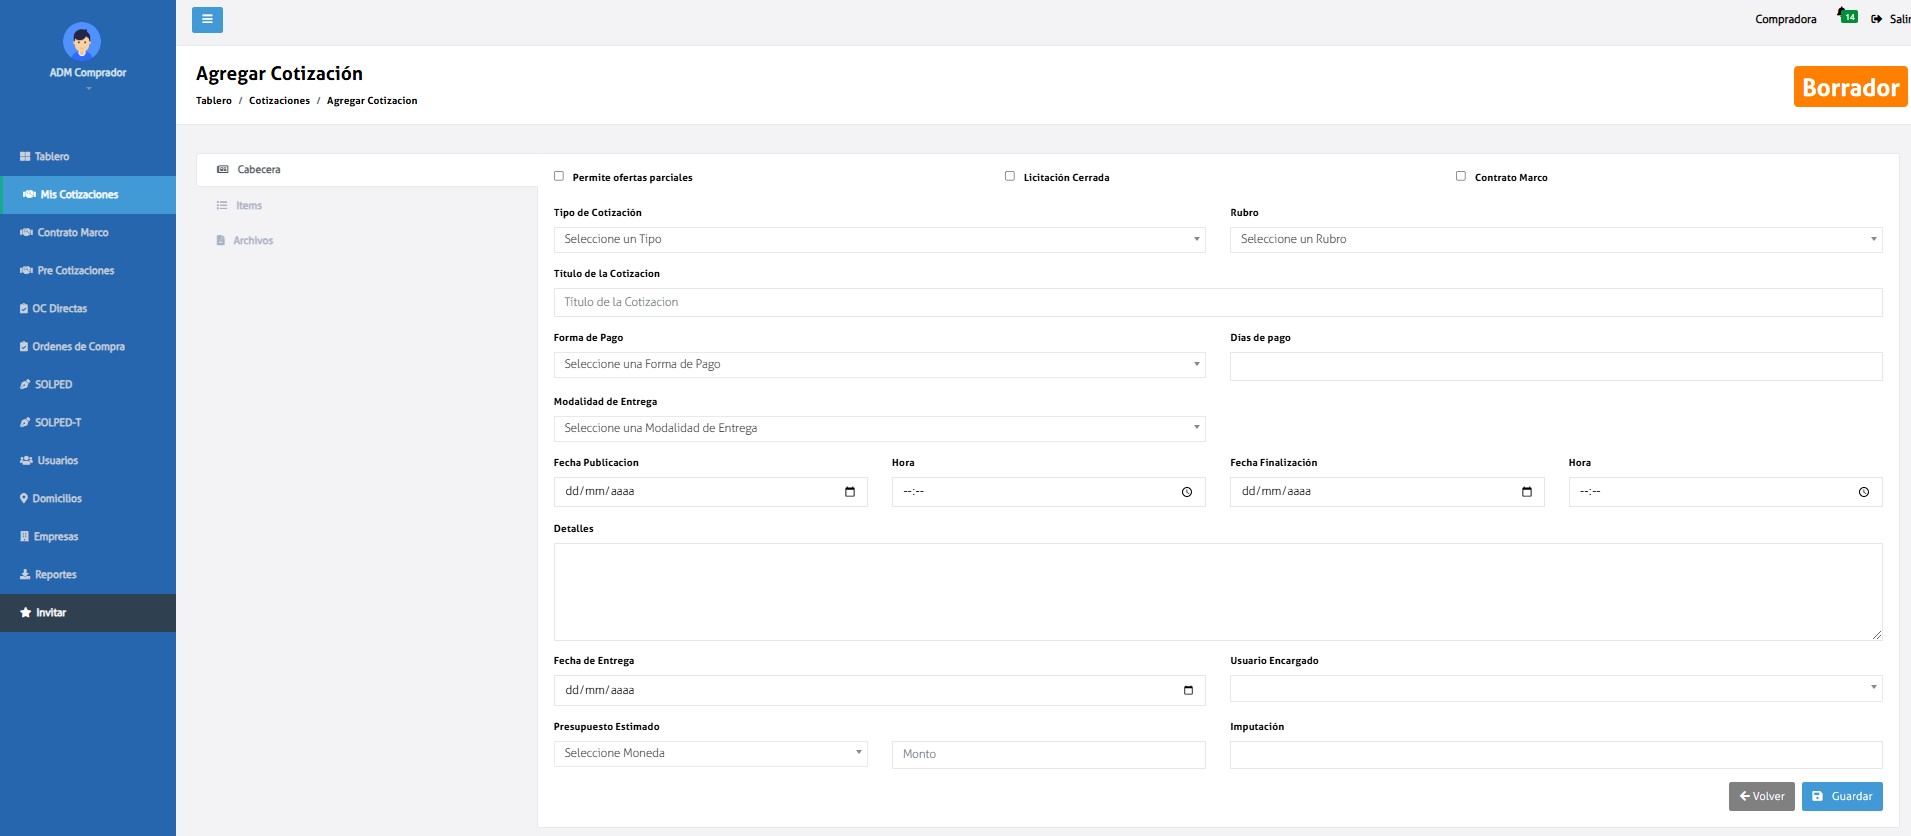 Compradora
14
Salir
ADM Comprador
Agregar Cotización
Tablero / Cotizaciones / Agregar Cotizacion
Borrador
Tablero
Mis Cotizaciones
Contrato Marco
Pre Cotizaciones
OC Directas
Ordenes de Compra
SOLPED
SOLPED-T
Usuarios
Domicilios
Empresas
Reportes
Invitar
Cabecera
Items
Archivos
Permite ofertas parciales
Licitación Cerrada
Contrato Marco
Tipo de Cotización
Rubro
Seleccione un Tipo
Seleccione un Rubro
Titulo de la Cotizacion
Título de la Cotizacion
Forma de Pago
Días de pago
Seleccione una Forma de Pago
Modalidad de Entrega
Seleccione una Modalidad de Entrega
Fecha Publicacion
Hora
Fecha Finalización
Hora
dd/mm/aaaa
--:--
dd/mm/aaaa
--:--
Detalles
Fecha de Entrega
Usuario Encargado
dd/mm/aaaa
Presupuesto Estimado
Imputación
Seleccione Moneda
Monto
Volver
Guardar